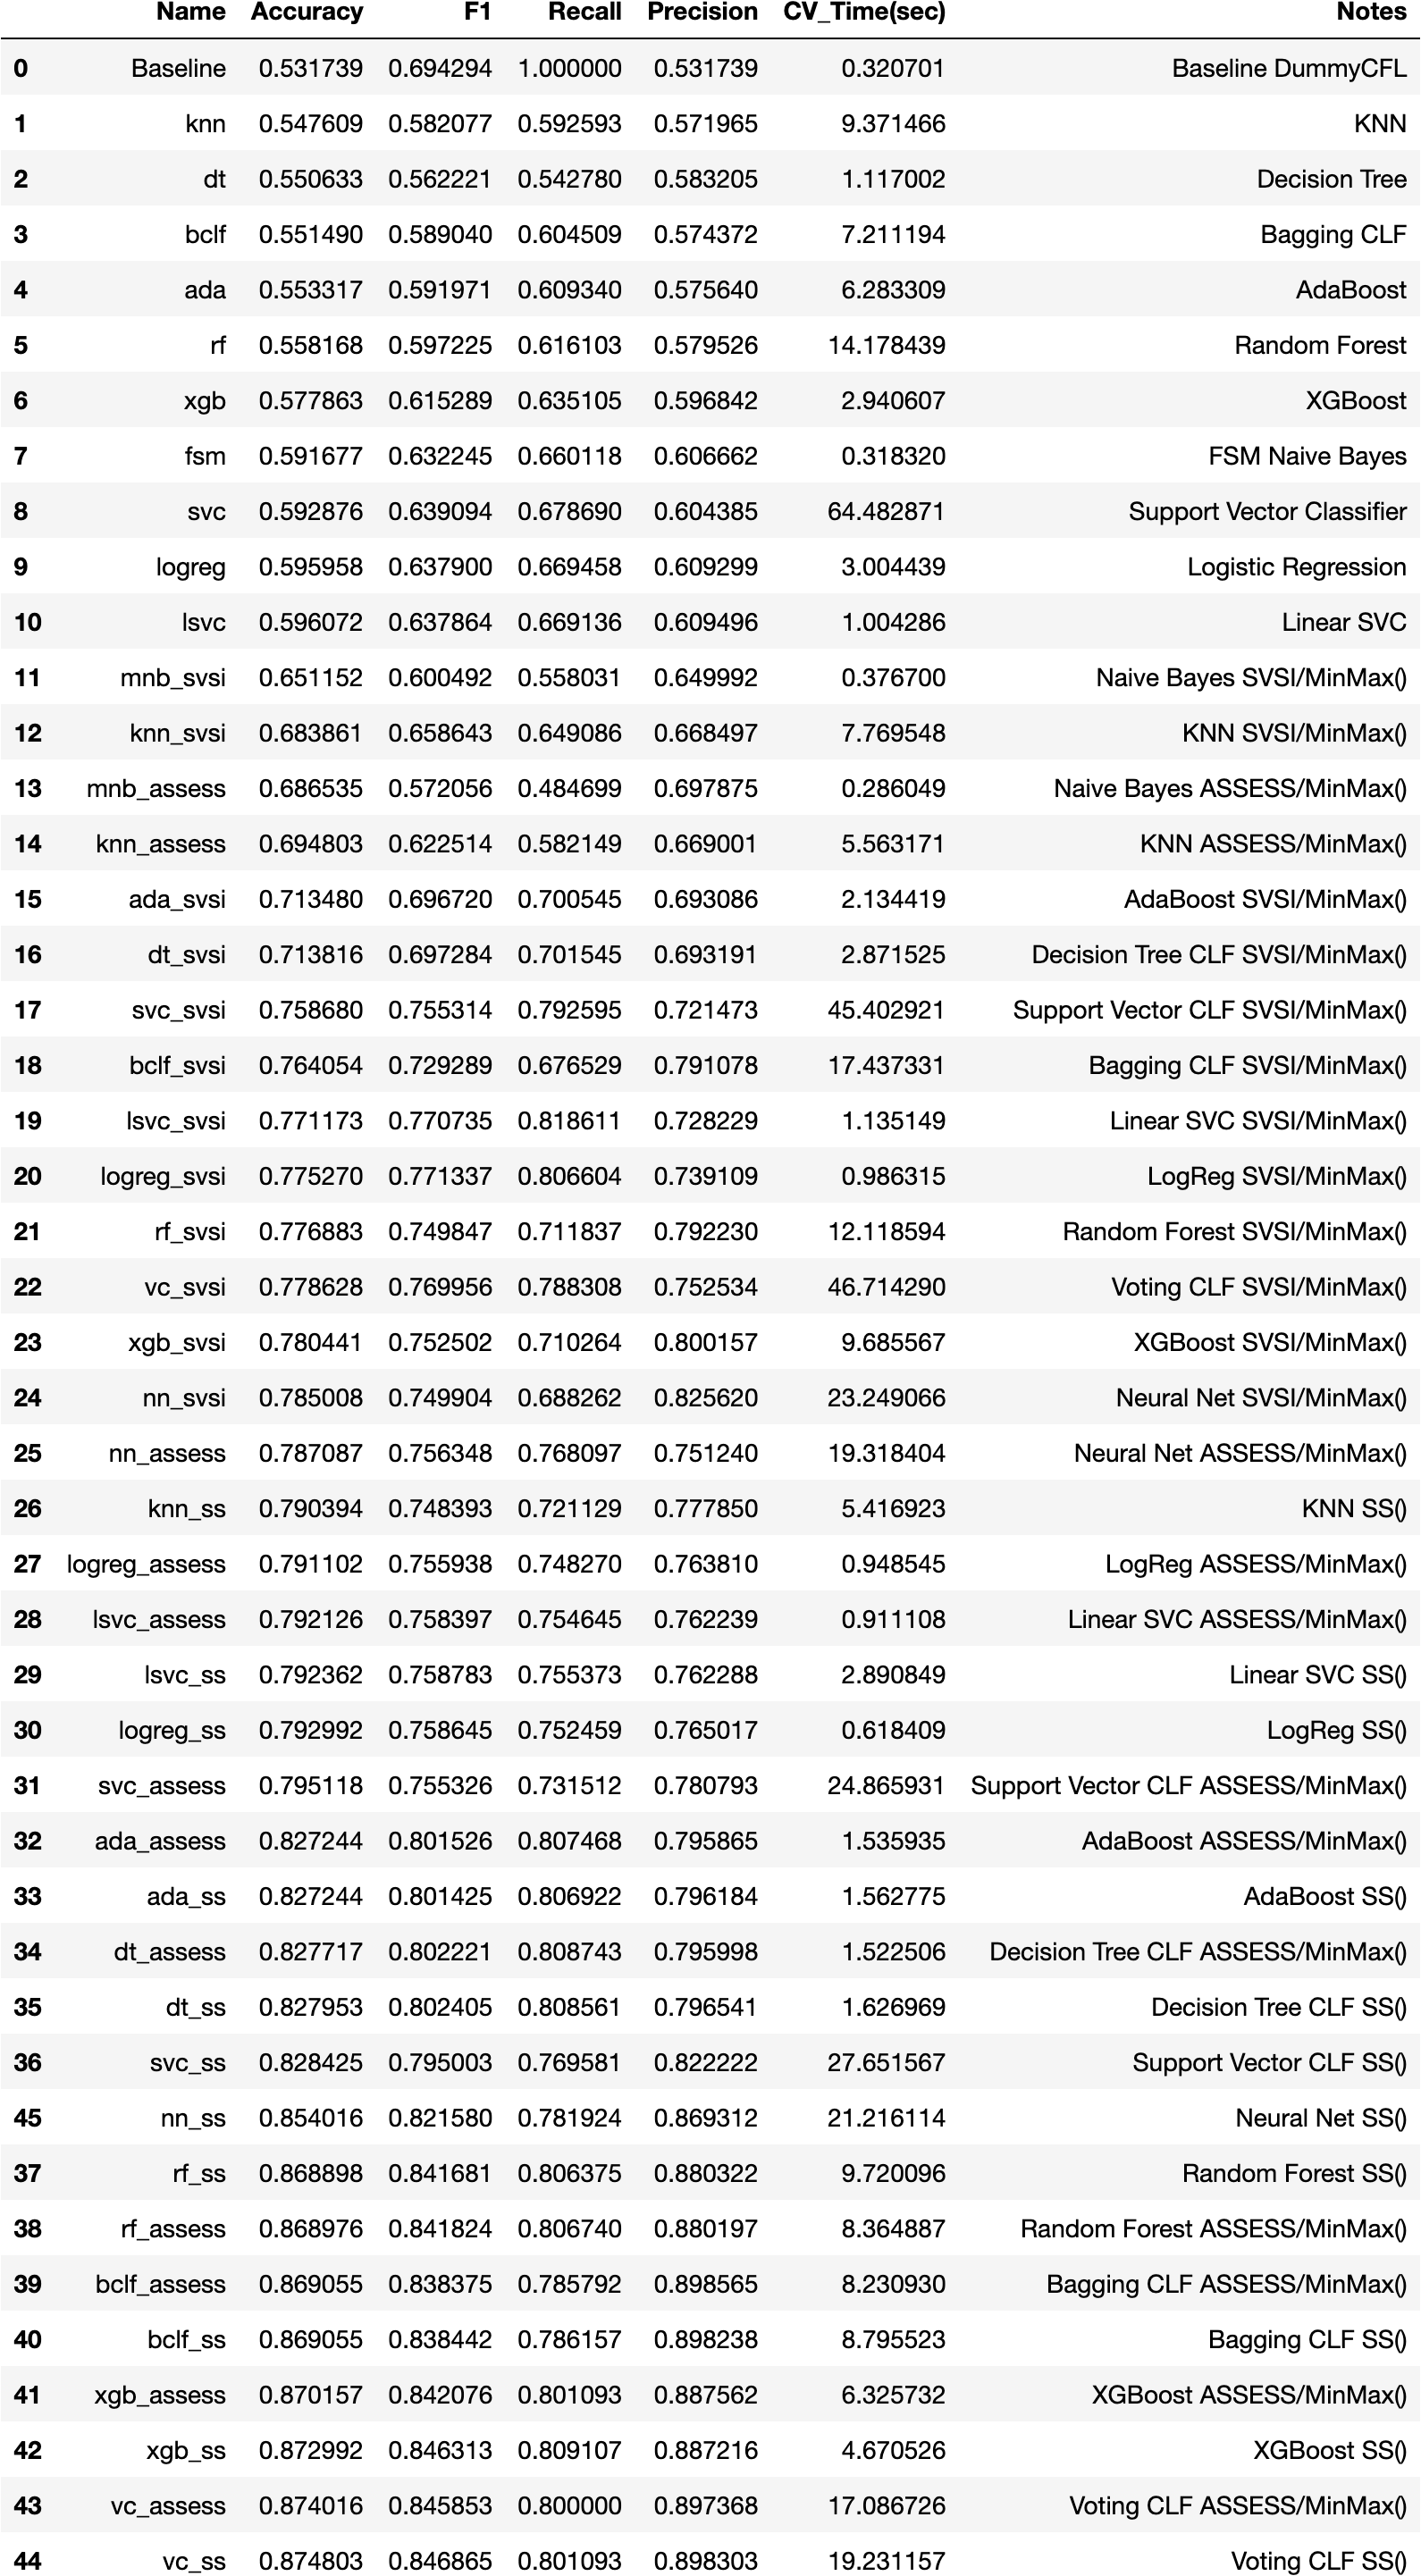 Name Accuracy F1 Recall Precision CV_Time(sec) Notes
0 Baseline 0.531739 0.694294 1.000000 0.531739 0.320701 Baseline DummyCFL
1 knn 0.547609 0.582077 0.592593 0.571965 9.371466 KNN
2 dt 0.550633 0.562221 0.542780 0.583205 1.117002 Decision Tree
3 bclf 0.551490 0.589040 0.604509 0.574372 7.211194 Bagging CLF
4 ada 0.553317 0.591971 0.609340 0.575640 6.283309 AdaBoost
5 rf 0.558168 0.597225 0.616103 0.579526 14.178439 Random Forest
6 xgb 0.577863 0.615289 0.635105 0.596842 2.940607 XGBoost
7 fsm 0.591677 0.632245 0.660118 0.606662 0.318320 FSM Naive Bayes
8 svc 0.592876 0.639094 0.678690 0.604385 64.482871 Support Vector Classifier
9 logreg 0.595958 0.637900 0.669458 0.609299 3.004439 Logistic Regression
10 lsvc 0.596072 0.637864 0.669136 0.609496 1.004286 Linear SVC
11 mnb_svsi 0.651152 0.600492 0.558031 0.649992 0.376700 Naive Bayes SVSI/MinMax()
12 knn_svsi 0.683861 0.658643 0.649086 0.668497 7.769548 KNN SVSI/MinMax()
13 mnb_assess 0.686535 0.572056 0.484699 0.697875 0.286049 Naive Bayes ASSESS/MinMax()
14 knn_assess 0.694803 0.622514 0.582149 0.669001 5.563171 KNN ASSESS/MinMax()
15 ada_svsi 0.713480 0.696720 0.700545 0.693086 2.134419 AdaBoost SVSI/MinMax()
16 dt_svsi 0.713816 0.697284 0.701545 0.693191 2.871525 Decision Tree CLF SVSI/MinMax()
17 svc_svsi 0.758680 0.755314 0.792595 0.721473 45.402921 Support Vector CLF SVSI/MinMax()
18 bclf_svsi 0.764054 0.729289 0.676529 0.791078 17.437331 Bagging CLF SVSI/MinMax()
19 lsvc_svsi 0.771173 0.770735 0.818611 0.728229 1.135149 Linear SVC SVSI/MinMax()
20 logreg_svsi 0.775270 0.771337 0.806604 0.739109 0.986315 LogReg SVSI/MinMax()
21 rf_svsi 0.776883 0.749847 0.711837 0.792230 12.118594 Random Forest SVSI/MinMax()
22 vc_svsi 0.778628 0.769956 0.788308 0.752534 46.714290 Voting CLF SVSI/MinMax()
23 xgb_svsi 0.780441 0.752502 0.710264 0.800157 9.685567 XGBoost SVSI/MinMax()
24 nn_svsi 0.785008 0.749904 0.688262 0.825620 23.249066 Neural Net SVSI/MinMax()
25 nn_assess 0.787087 0.756348 0.768097 0.751240 19.318404 Neural Net ASSESS/MinMax()
26 knn_ss 0.790394 0.748393 0.721129 0.777850 5.416923 KNN SS()
27 logreg_assess 0.791102 0.755938 0.748270 0.763810 0.948545 LogReg ASSESS/MinMax()
28 lsvc_assess 0.792126 0.758397 0.754645 0.762239 0.911108 Linear SVC ASSESS/MinMax()
29 lsvc_ss 0.792362 0.758783 0.755373 0.762288 2.890849 Linear SVC SS()
30 logreg_ss 0.792992 0.758645 0.752459 0.765017 0.618409 LogReg SS()
31 svc_assess 0.795118 0.755326 0.731512 0.780793 24.865931 Support Vector CLF ASSESS/MinMax()
32 ada_assess 0.827244 0.801526 0.807468 0.795865 1.535935 AdaBoost ASSESS/MinMax()
33 ada_ss 0.827244 0.801425 0.806922 0.796184 1.562775 AdaBoost SS()
34 dt_assess 0.827717 0.802221 0.808743 0.795998 1.522506 Decision Tree CLF ASSESS/MinMax()
35 dt_ss 0.827953 0.802405 0.808561 0.796541 1.626969 Decision Tree CLF SS()
36 svc_ss 0.828425 0.795003 0.769581 0.822222 27.651567 Support Vector CLF SS()
45 nn_ss 0.854016 0.821580 0.781924 0.869312 21.216114 Neural Net SS()
37 rf_ss 0.868898 0.841681 0.806375 0.880322 9.720096 Random Forest SS()
38 rf_assess 0.868976 0.841824 0.806740 0.880197 8.364887 Random Forest ASSESS/MinMax()
39 bclf_assess 0.869055 0.838375 0.785792 0.898565 8.230930 Bagging CLF ASSESS/MinMax()
40 bclf_ss 0.869055 0.838442 0.786157 0.898238 8.795523 Bagging CLF SS()
41 xgb_assess 0.870157 0.842076 0.801093 0.887562 6.325732 XGBoost ASSESS/MinMax()
42 xgb_ss 0.872992 0.846313 0.809107 0.887216 4.670526 XGBoost SS()
43 vc_assess 0.874016 0.845853 0.800000 0.897368 17.086726 Voting CLF ASSESS/MinMax()
44 vc_ss 0.874803 0.846865 0.801093 0.898303 19.231157 Voting CLF SS()